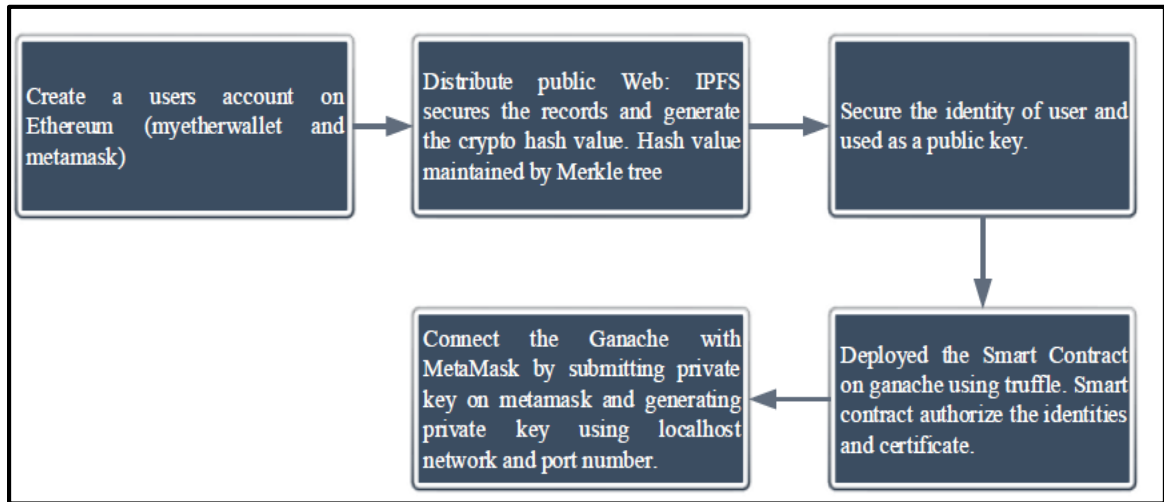 Create a users account on
Ethereum (myetherwallet and
metamask)
Distribute public Web: IPFS
secures the records and generate
the crypto hash value. Hash value
maintained by Merkle tree
Secure the identity of user and
used as a public key.
Deployed the Smart Contract
on ganache using truffle. Smart
contract authorize the identities
and certificate.
Connect the Ganache with
MetaMask by submitting private
key on metamask and generating
private key using localhost
network and port number.